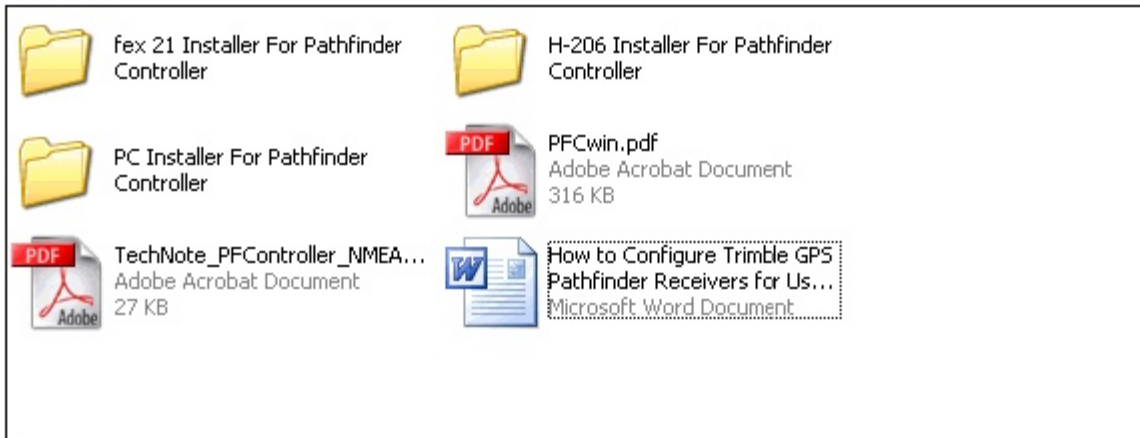 fex 21 Installer For Pathfinder
Controller
H-206 Installer For Pathfinder
Controller
PC Installer For Pathfinder
Controller
PDF
Adobe
PFCwin.pdf
Adobe Acrobat Document
316 KB
PDF
Adobe
TechNote_PFController_NMEA...
Adobe Acrobat Document
27 KB
W
How to Configure Trimble GPS
Pathfinder Receivers for Us...
Microsoft Word Document